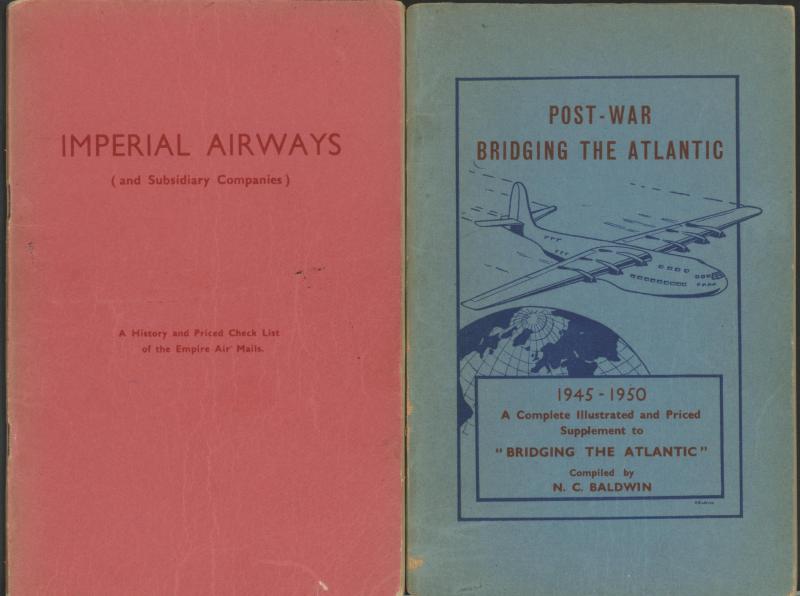 IMPERIAL AIRWAYS
(and Subsidiary Companies)
A History and Priced Check List
of the Empire Air Mails.
POST-WAR
BRIDGING THE ATLANTIC
1945 - 1950
A Complete Illustrated and Priced
Supplement to
"BRIDGING THE ATLANTIC"
Compiled by
N. C. BALDWIN